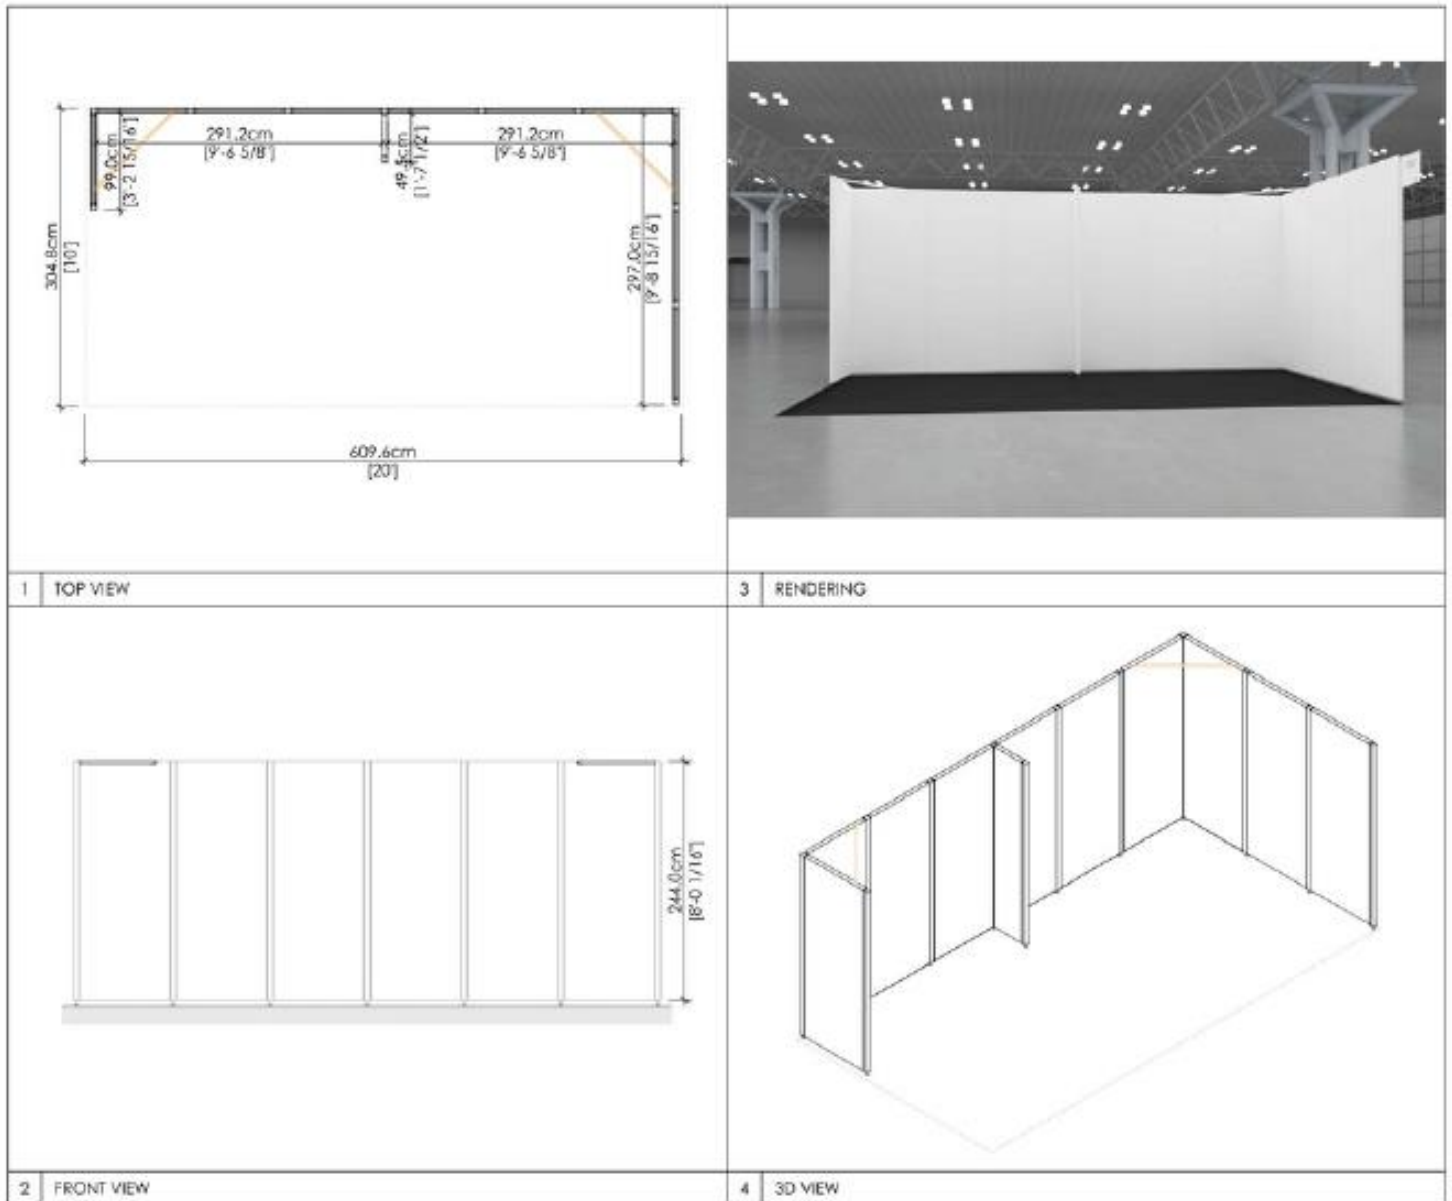 291.2cm
[9'-6 5/8"]
291.2cm
[9'-6 5/8"]
99.0cm
[3'-2 15/16"]
49.5cm
[1'-7 1/2"]
304.8cm
[10']
297.0cm
[9'-8 15/16"]
609.6cm
[20']
1 TOP VIEW
3 RENDERING
244.0cm
[8'-0 1/16"]
2 FRONT VIEW
4 3D VIEW